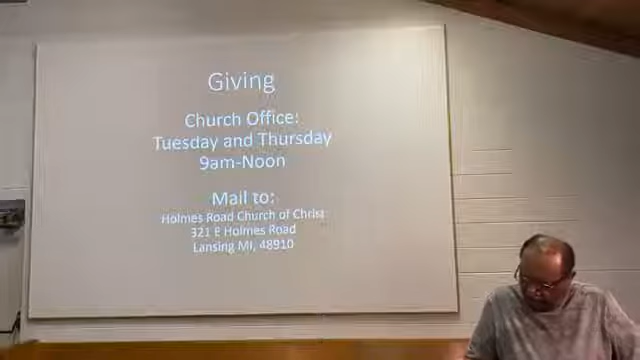 Giving
Church Office:
Tuesday and Thursday
9am-Noon
Mail to:
Holmes Road Church of Christ
321 E Holmes Road
Lansing MI, 48910